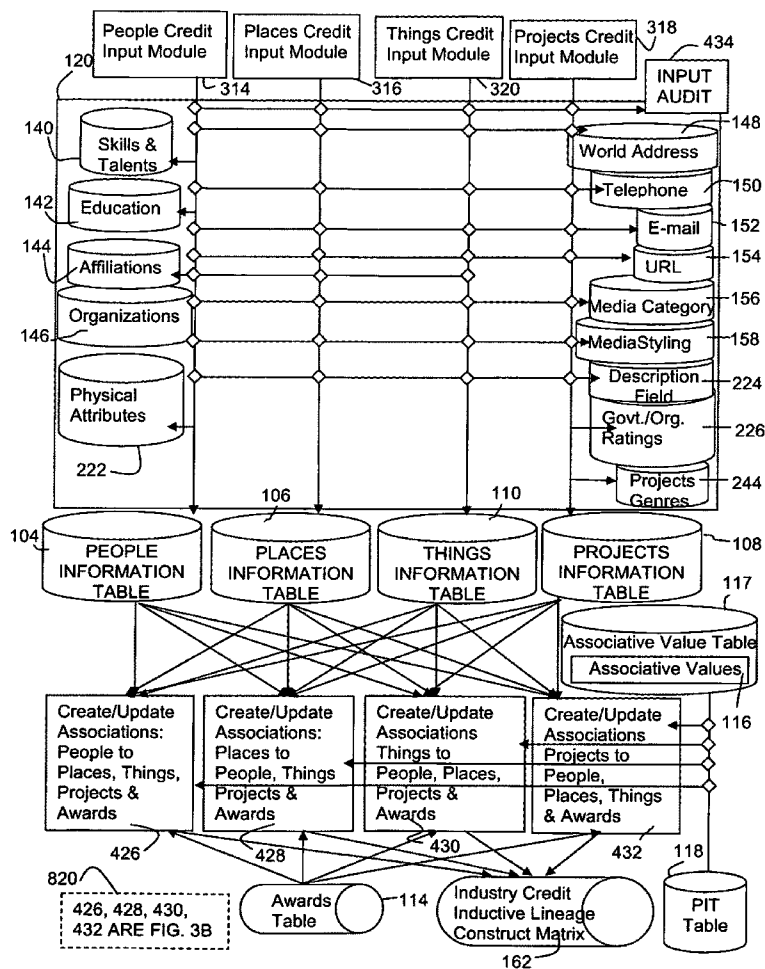 People Credit
Input Module
Places Credit
Input Module
Things Credit
Input Module
Projects Credit
Input Module
318
434
120
314
316
320
INPUT
AUDIT
140
Skills &
Talents
148
World Address
Telephone
150
142
Education
E-mail
152
144
Affiliations
URL
154
Organizations
146
Media Category
156
MediaStyling
158
Physical
Attributes
222
Description
Field
224
Govt./Org.
Ratings
226
Projects
Genres
244
104
106
110
108
PEOPLE
INFORMATION
TABLE
PLACES
INFORMATION
TABLE
THINGS
INFORMATION
TABLE
PROJECTS
INFORMATION
TABLE
117
Associative Value Table
Associative Values
116
Create/Update
Associations:
People to
Places, Things,
Projects &
Awards
Create/Update
Associations:
Places to
People, Things
Projects &
Awards
Create/Update
Associations
Things to
People, Places,
Projects &
Awards
Create/Update
Associations
Projects to
People,
Places, Things
& Awards
426
428
430
432
820
426, 428, 430,
432 ARE FIG. 3B
Awards
Table
114
Industry Credit
Inductive Lineage
Construct Matrix
162
118
PIT
Table